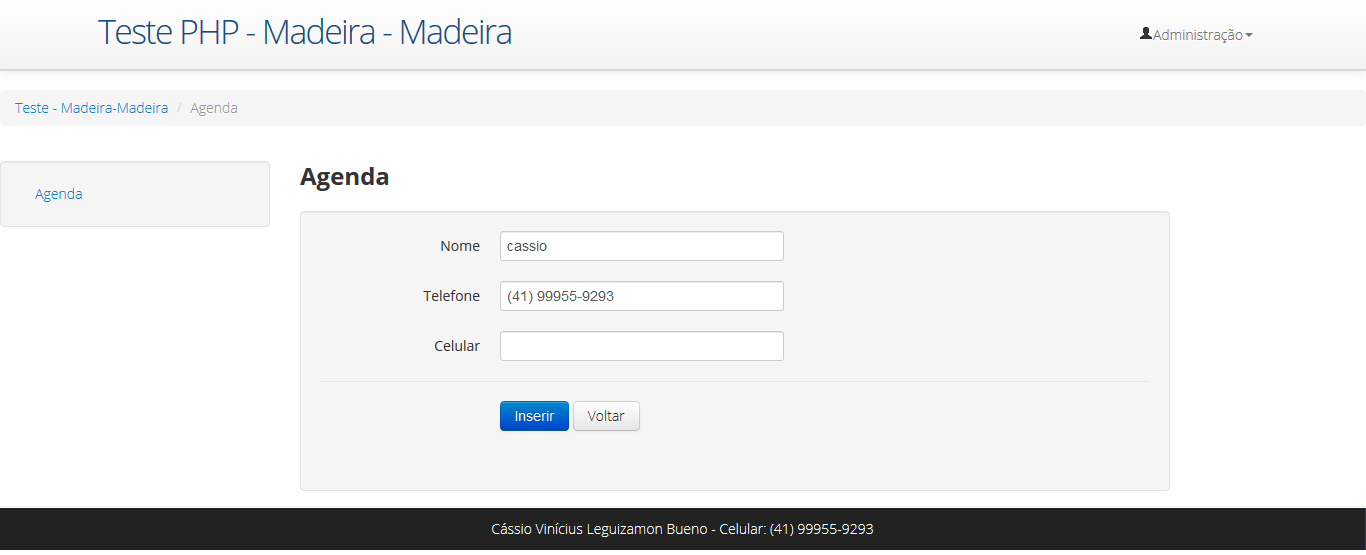 Teste PHP - Madeira - Madeira
Administração
Teste - Madeira-Madeira / Agenda
Agenda
Agenda
Nome cassio
Telefone (41) 99955-9293
Celular
Inserir Voltar
Cássio Vinícius Leguizamon Bueno - Celular: (41) 99955-9293